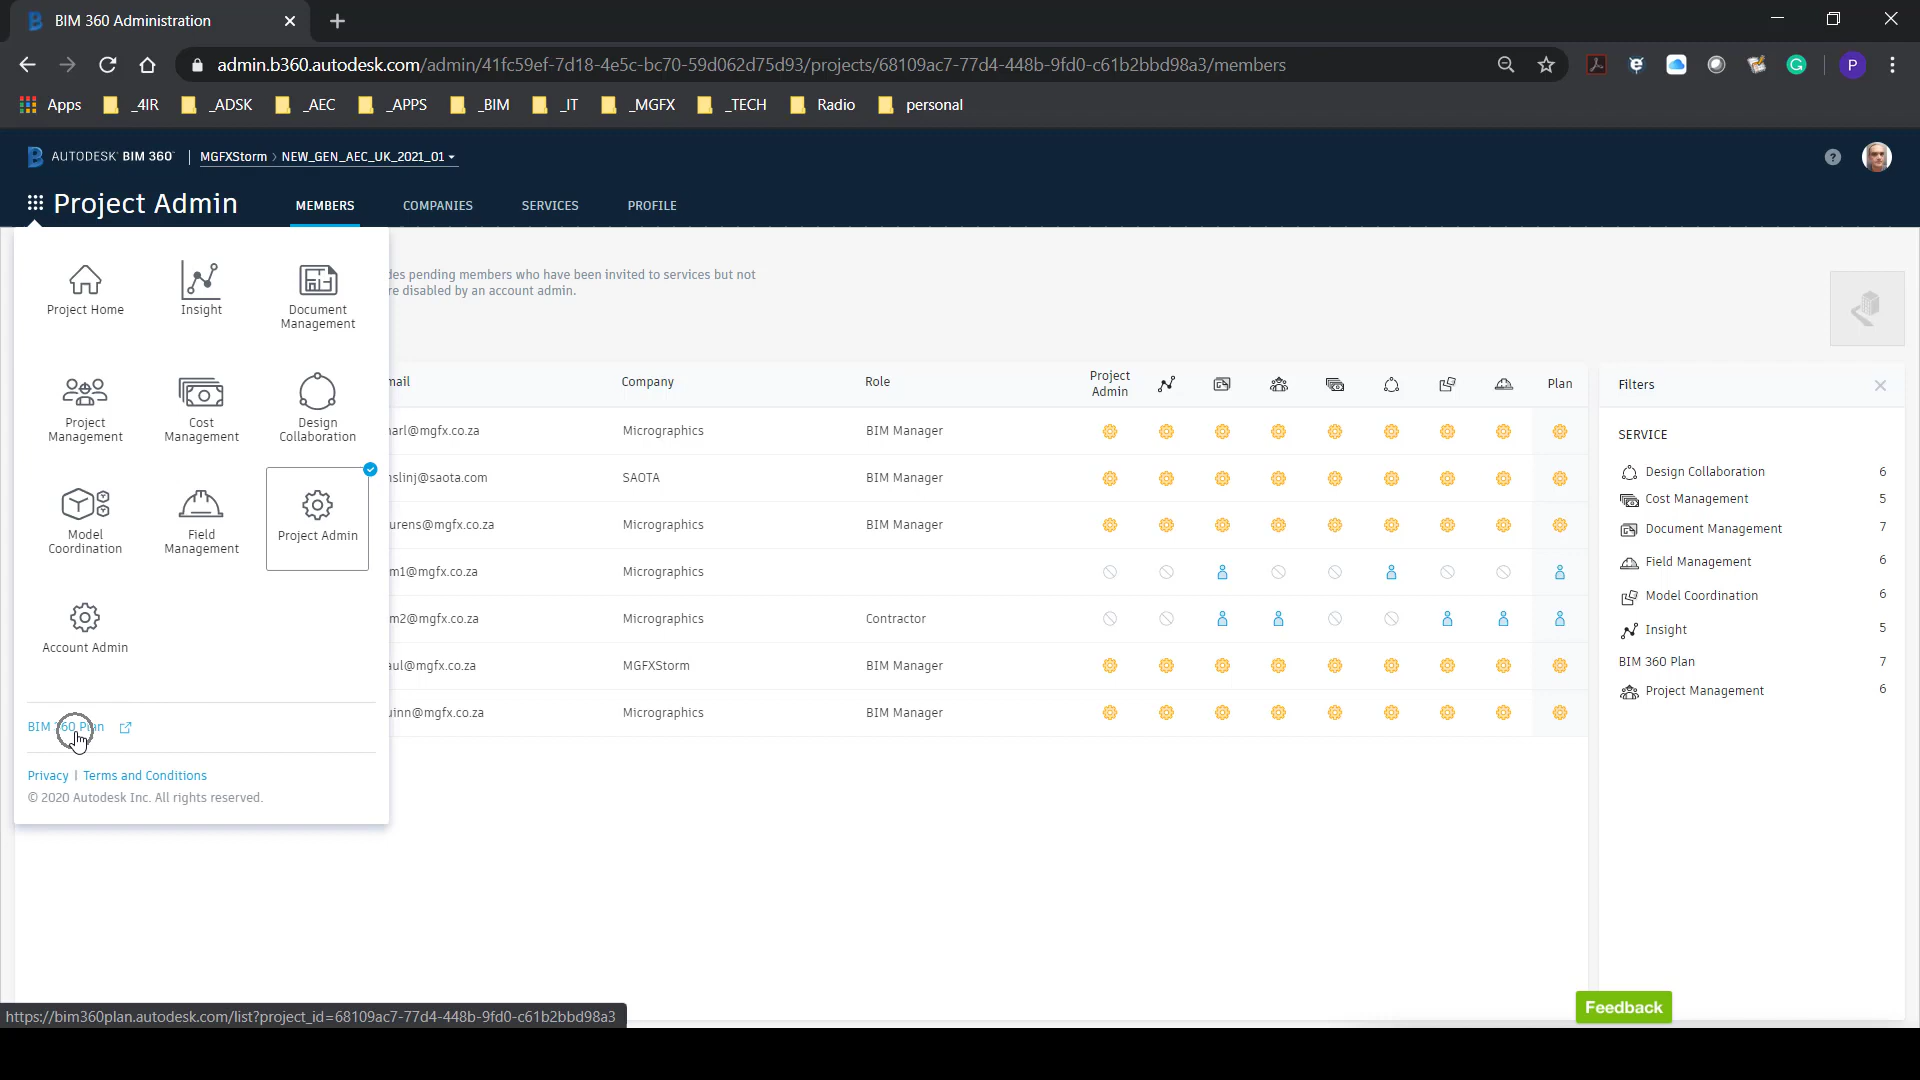 BIM 360 Administration
admin.b360.autodesk.com/admin/41fc59ef-7d18-4e5c-bc70-59d062d75d93/projects/68109ac7-77d4-448b-9fd0-c61b2bbd98a3/members
P
Apps _4IR _ADSK _AEC _APPS _BIM _IT _MGFX _TECH Radio personal
AUTODESK® BIM 360™ | MGFXStorm > NEW_GEN_AEC_UK_2021_01
Project Admin MEMBERS COMPANIES SERVICES PROFILE
des pending members who have been invited to services but not
re disabled by an account admin.
Project Home
Insight
Document
Management
Project
Management
Cost
Management
Design
Collaboration
Model
Coordination
Field
Management
Project Admin
Account Admin
BIM 360 Plan
Privacy | Terms and Conditions
© 2020 Autodesk Inc. All rights reserved.
mail Company Role Project Admin Plan
arl@mgfx.co.za Micrographics BIM Manager
nslinj@saota.com SAOTA BIM Manager
urens@mgfx.co.za Micrographics BIM Manager
m1@mgfx.co.za Micrographics
m2@mgfx.co.za Micrographics Contractor
aul@mgfx.co.za MGFXStorm BIM Manager
uinn@mgfx.co.za Micrographics BIM Manager
Filters
SERVICE
Design Collaboration 6
Cost Management 5
Document Management 7
Field Management 6
Model Coordination 6
Insight 5
BIM 360 Plan 7
Project Management 6
Feedback
https://bim360plan.autodesk.com/list?project_id=68109ac7-77d4-448b-9fd0-c61b2bbd98a3